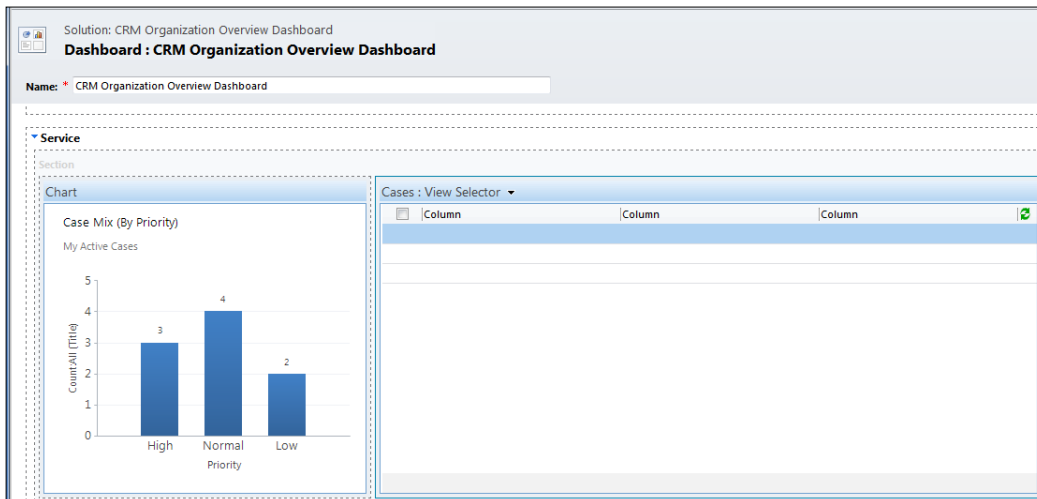 Solution: CRM Organization Overview Dashboard
Dashboard : CRM Organization Overview Dashboard
Name: * CRM Organization Overview Dashboard
Service
Section
Chart
Case Mix (By Priority)
My Active Cases
5
4
3
2
1
0
Count:All (Title)
3
4
2
High Normal Low
Priority
Cases : View Selector
Column Column Column